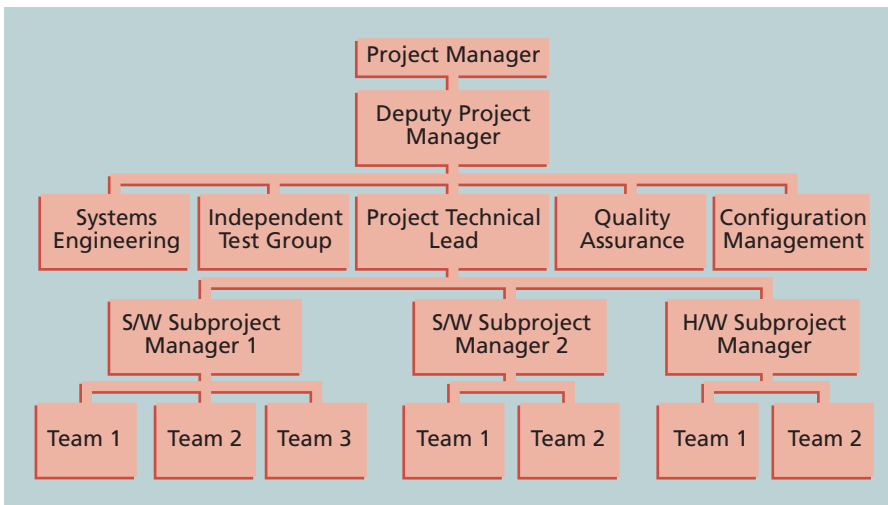 Project Manager
Deputy Project
Manager
Systems
Engineering
Independent
Test Group
Project Technical
Lead
Quality
Assurance
Configuration
Management
S/W Subproject
Manager 1
S/W Subproject
Manager 2
H/W Subproject
Manager
Team 1
Team 2
Team 3
Team 1
Team 2
Team 1
Team 2